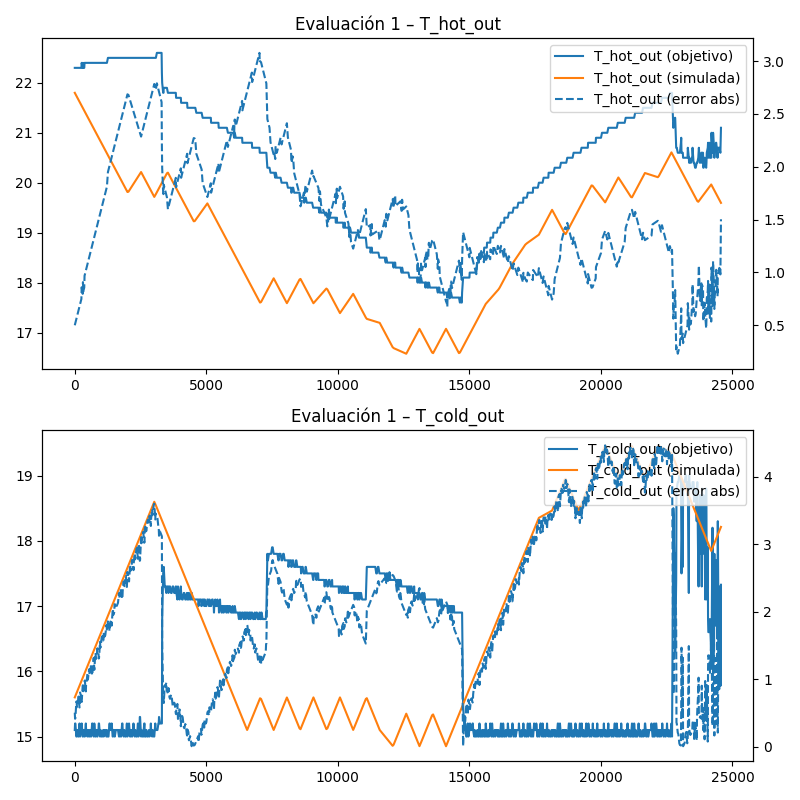 Evaluación 1 – T_hot_out
T_hot_out (objetivo)
T_hot_out (simulada)
T_hot_out (error abs)
22
21
20
19
18
17
3.0
2.5
2.0
1.5
1.0
0.5
0 5000 10000 15000 20000 25000
Evaluación 1 – T_cold_out
T_cold_out (objetivo)
T_cold_out (simulada)
T_cold_out (error abs)
19
18
17
16
15
4
3
2
1
0
0 5000 10000 15000 20000 25000